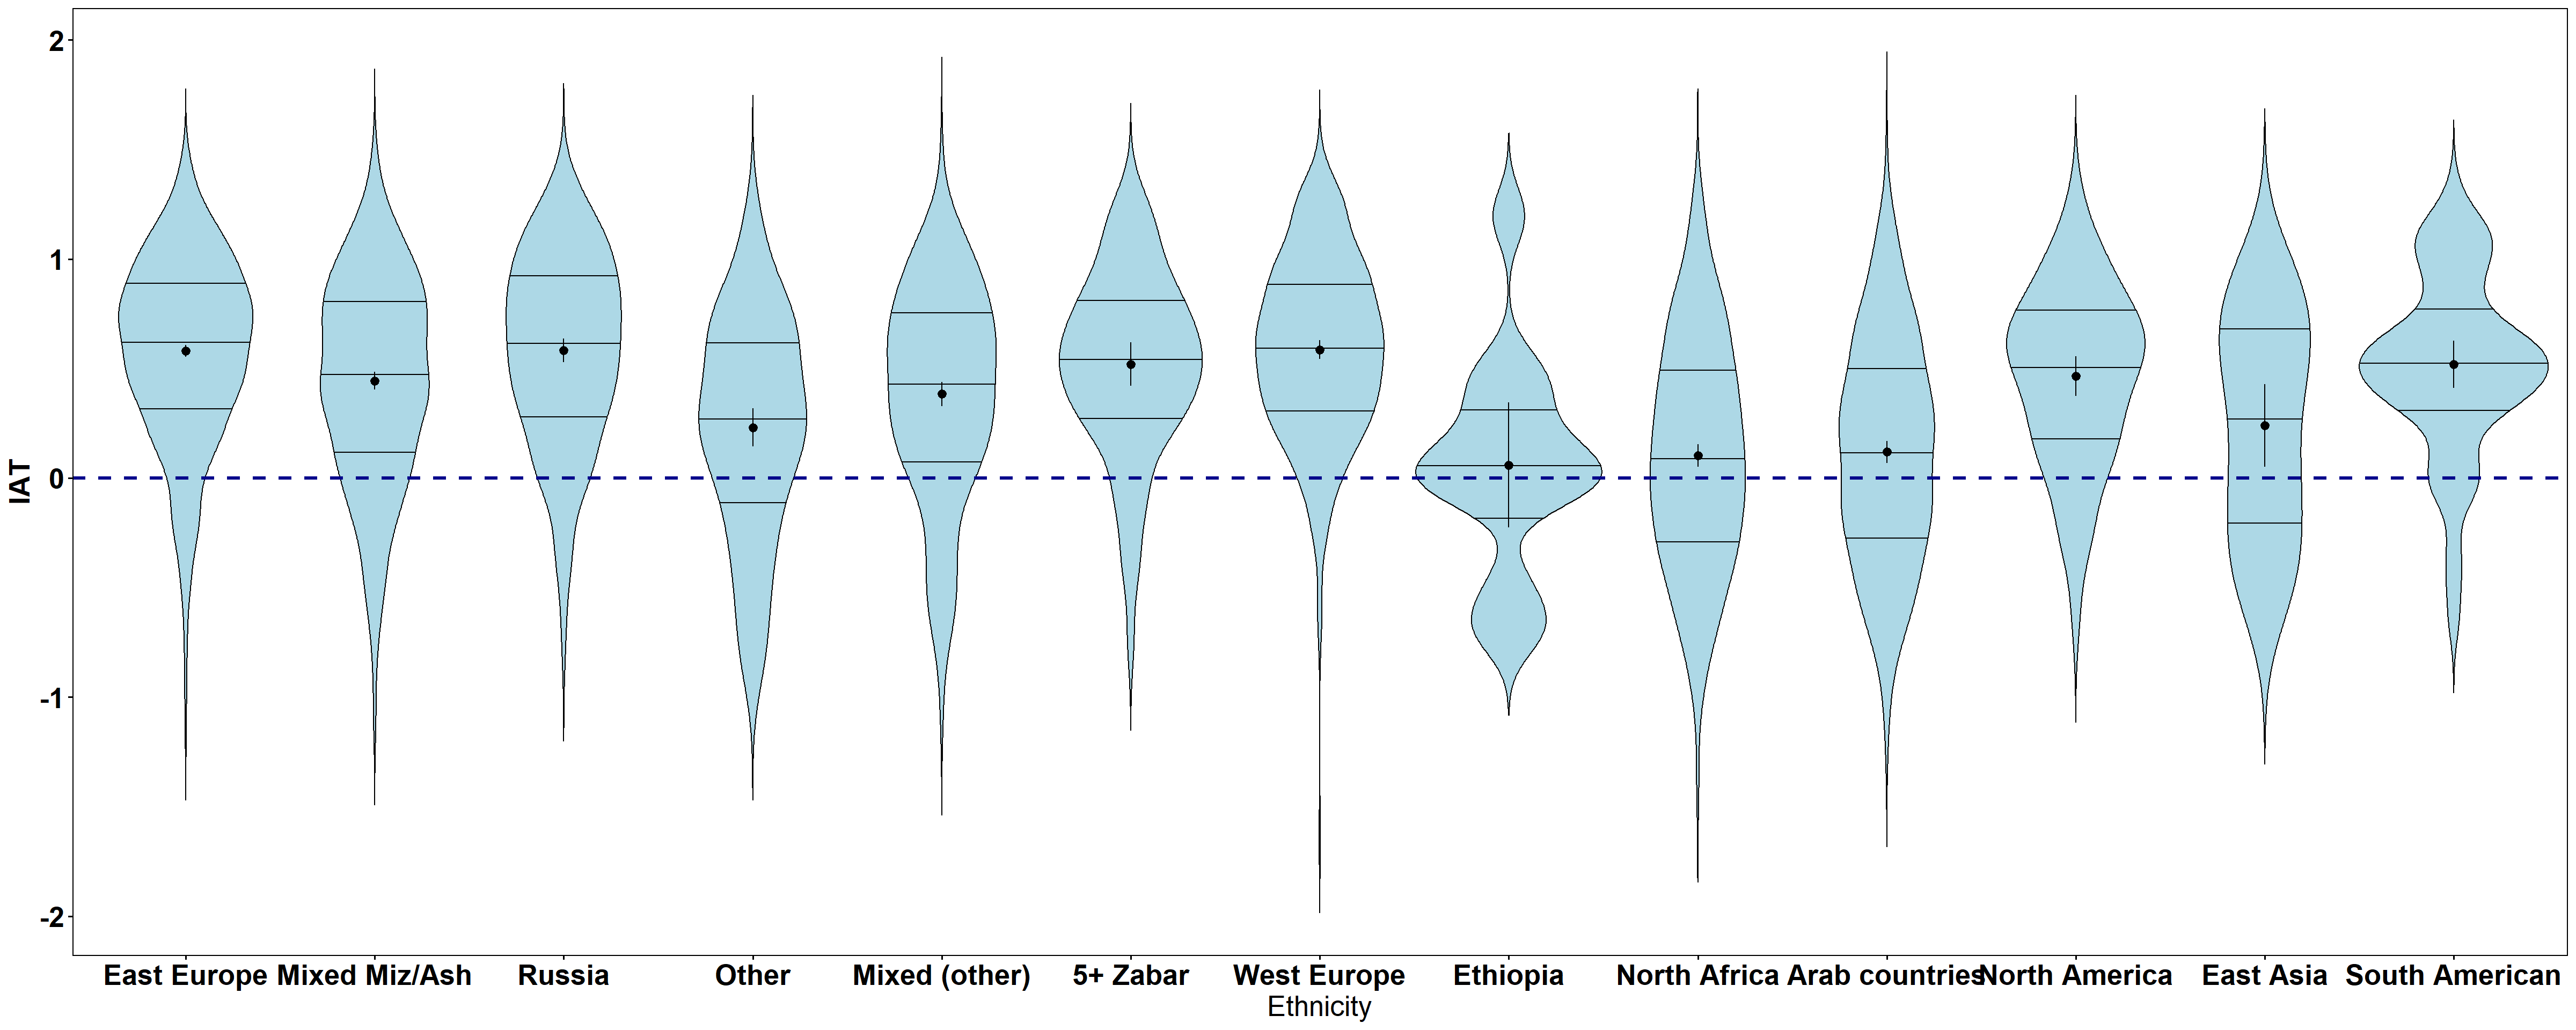 2
1
0
-1
-2
IAT
East Europe
Mixed Miz/Ash
Russia
Other
Mixed (other)
5+ Zabar
West Europe
Ethiopia
North Africa
Arab countries
North America
East Asia
South American
Ethnicity